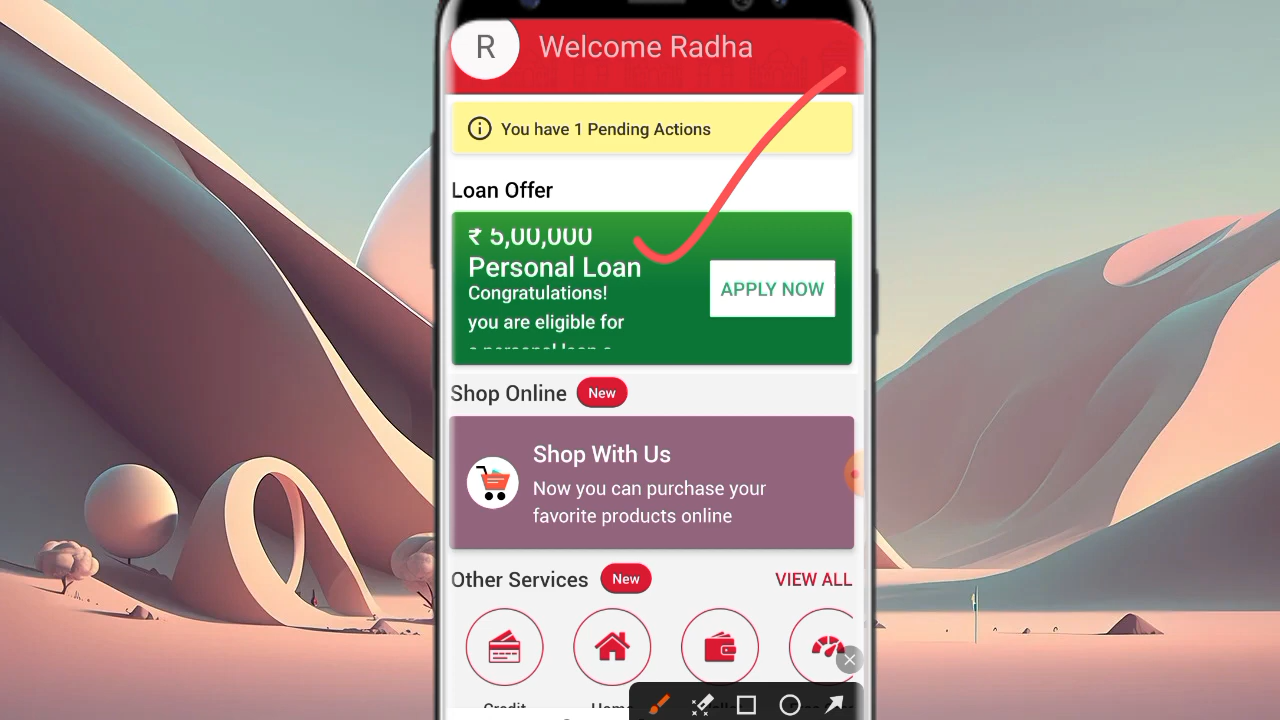 R
Welcome Radha
You have 1 Pending Actions
Loan Offer
₹ 5,00,000
Personal Loan
Congratulations!
you are eligible for
APPLY NOW
Shop Online
New
Shop With Us
Now you can purchase your
favorite products online
Other Services
New
VIEW ALL
Credit